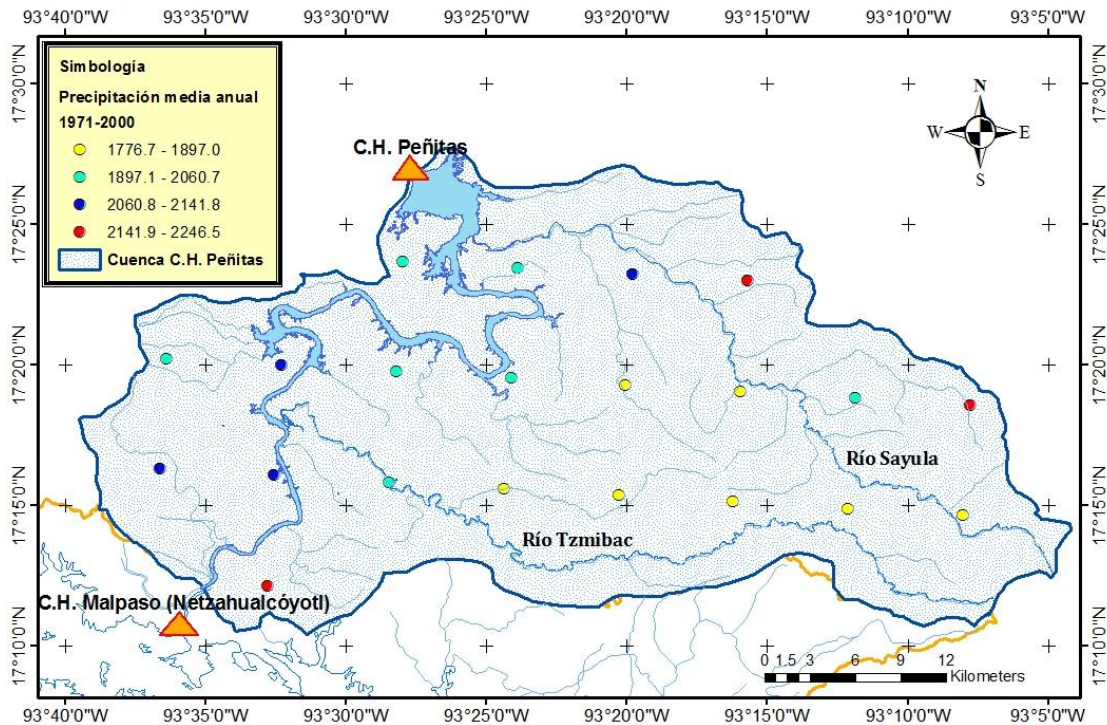 93°40'0"W 93°35'0"W 93°30'0"W 93°25'0"W 93°20'0"W 93°15'0"W 93°10'0"W 93°5'0"W
Simbología
Precipitación media anual
1971-2000
1776.7 - 1897.0
1897.1 - 2060.7
2060.8 - 2141.8
2141.9 - 2246.5
Cuenca C.H. Peñitas
17°30'0"N
17°30'0"N
N
W
E
S
C.H. Peñitas
17°25'0"N
17°25'0"N
17°20'0"N
17°20'0"N
Río Sayula
17°15'0"N
17°15'0"N
Río Tzmibac
C.H. Malpaso (Netzahualcóyotl)
17°10'0"N
17°10'0"N
0 1.5 3 6 9 12
Kilometers
93°40'0"W 93°35'0"W 93°30'0"W 93°25'0"W 93°20'0"W 93°15'0"W 93°10'0"W 93°5'0"W